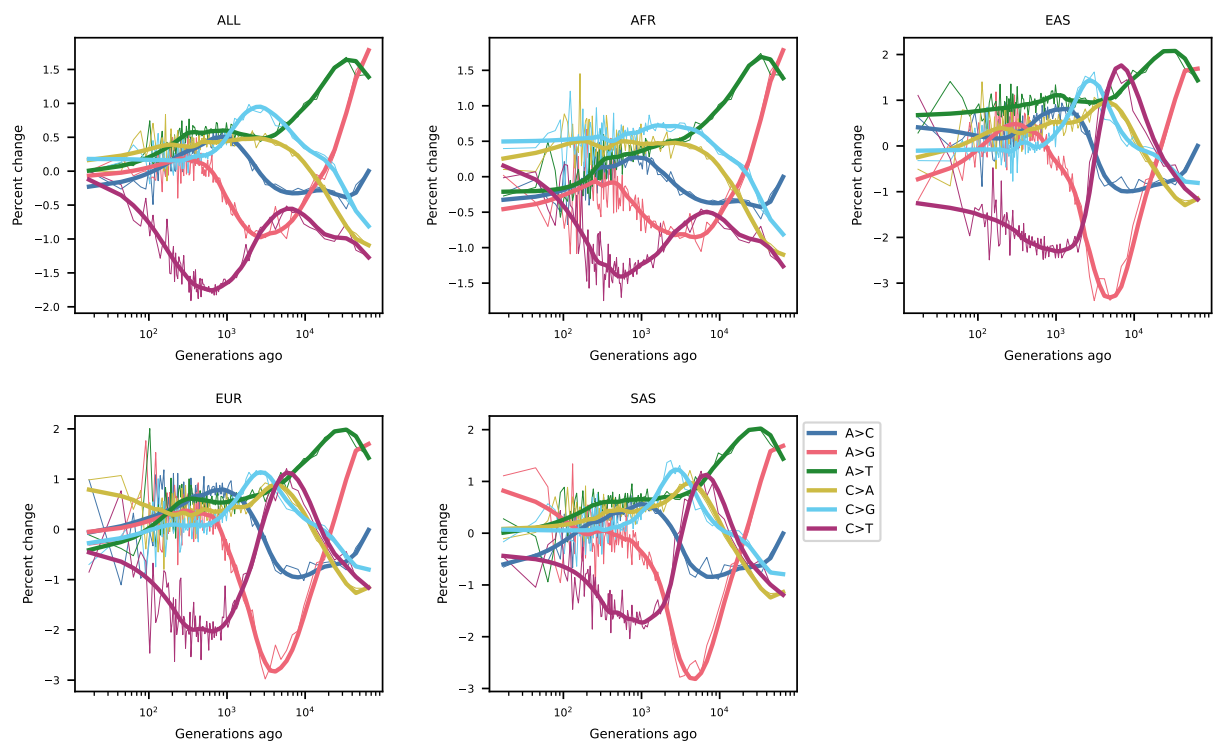 ALL
1.5
1.0
0.5
0.0
−0.5
−1.0
−1.5
−2.0
Percent change
10²
10³
10⁴
Generations ago
AFR
1.5
1.0
0.5
0.0
−0.5
−1.0
−1.5
Percent change
10²
10³
10⁴
Generations ago
EAS
2
1
0
−1
−2
−3
Percent change
10²
10³
10⁴
Generations ago
EUR
2
1
0
−1
−2
−3
Percent change
10²
10³
10⁴
Generations ago
SAS
2
1
0
−1
−2
−3
Percent change
10²
10³
10⁴
Generations ago
A>C
A>G
A>T
C>A
C>G
C>T